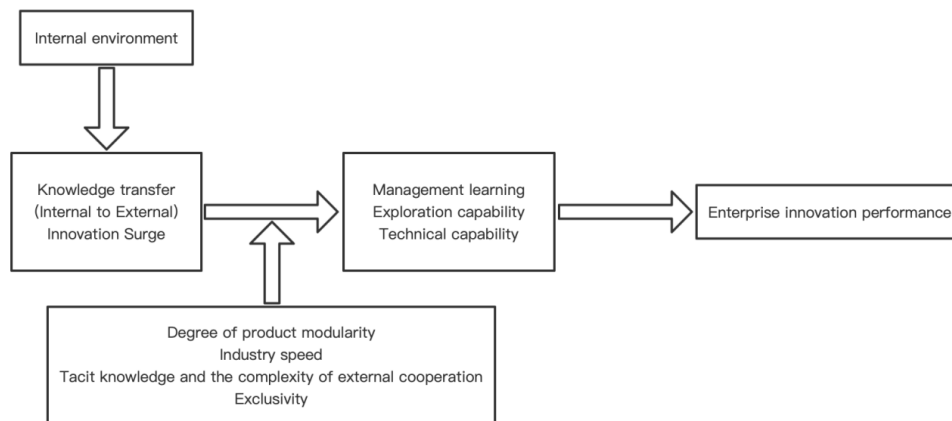 Internal environment
Knowledge transfer
(Internal to External)
Innovation Surge
Management learning
Exploration capability
Technical capability
Enterprise innovation performance
Degree of product modularity
Industry speed
Tacit knowledge and the complexity of external cooperation
Exclusivity